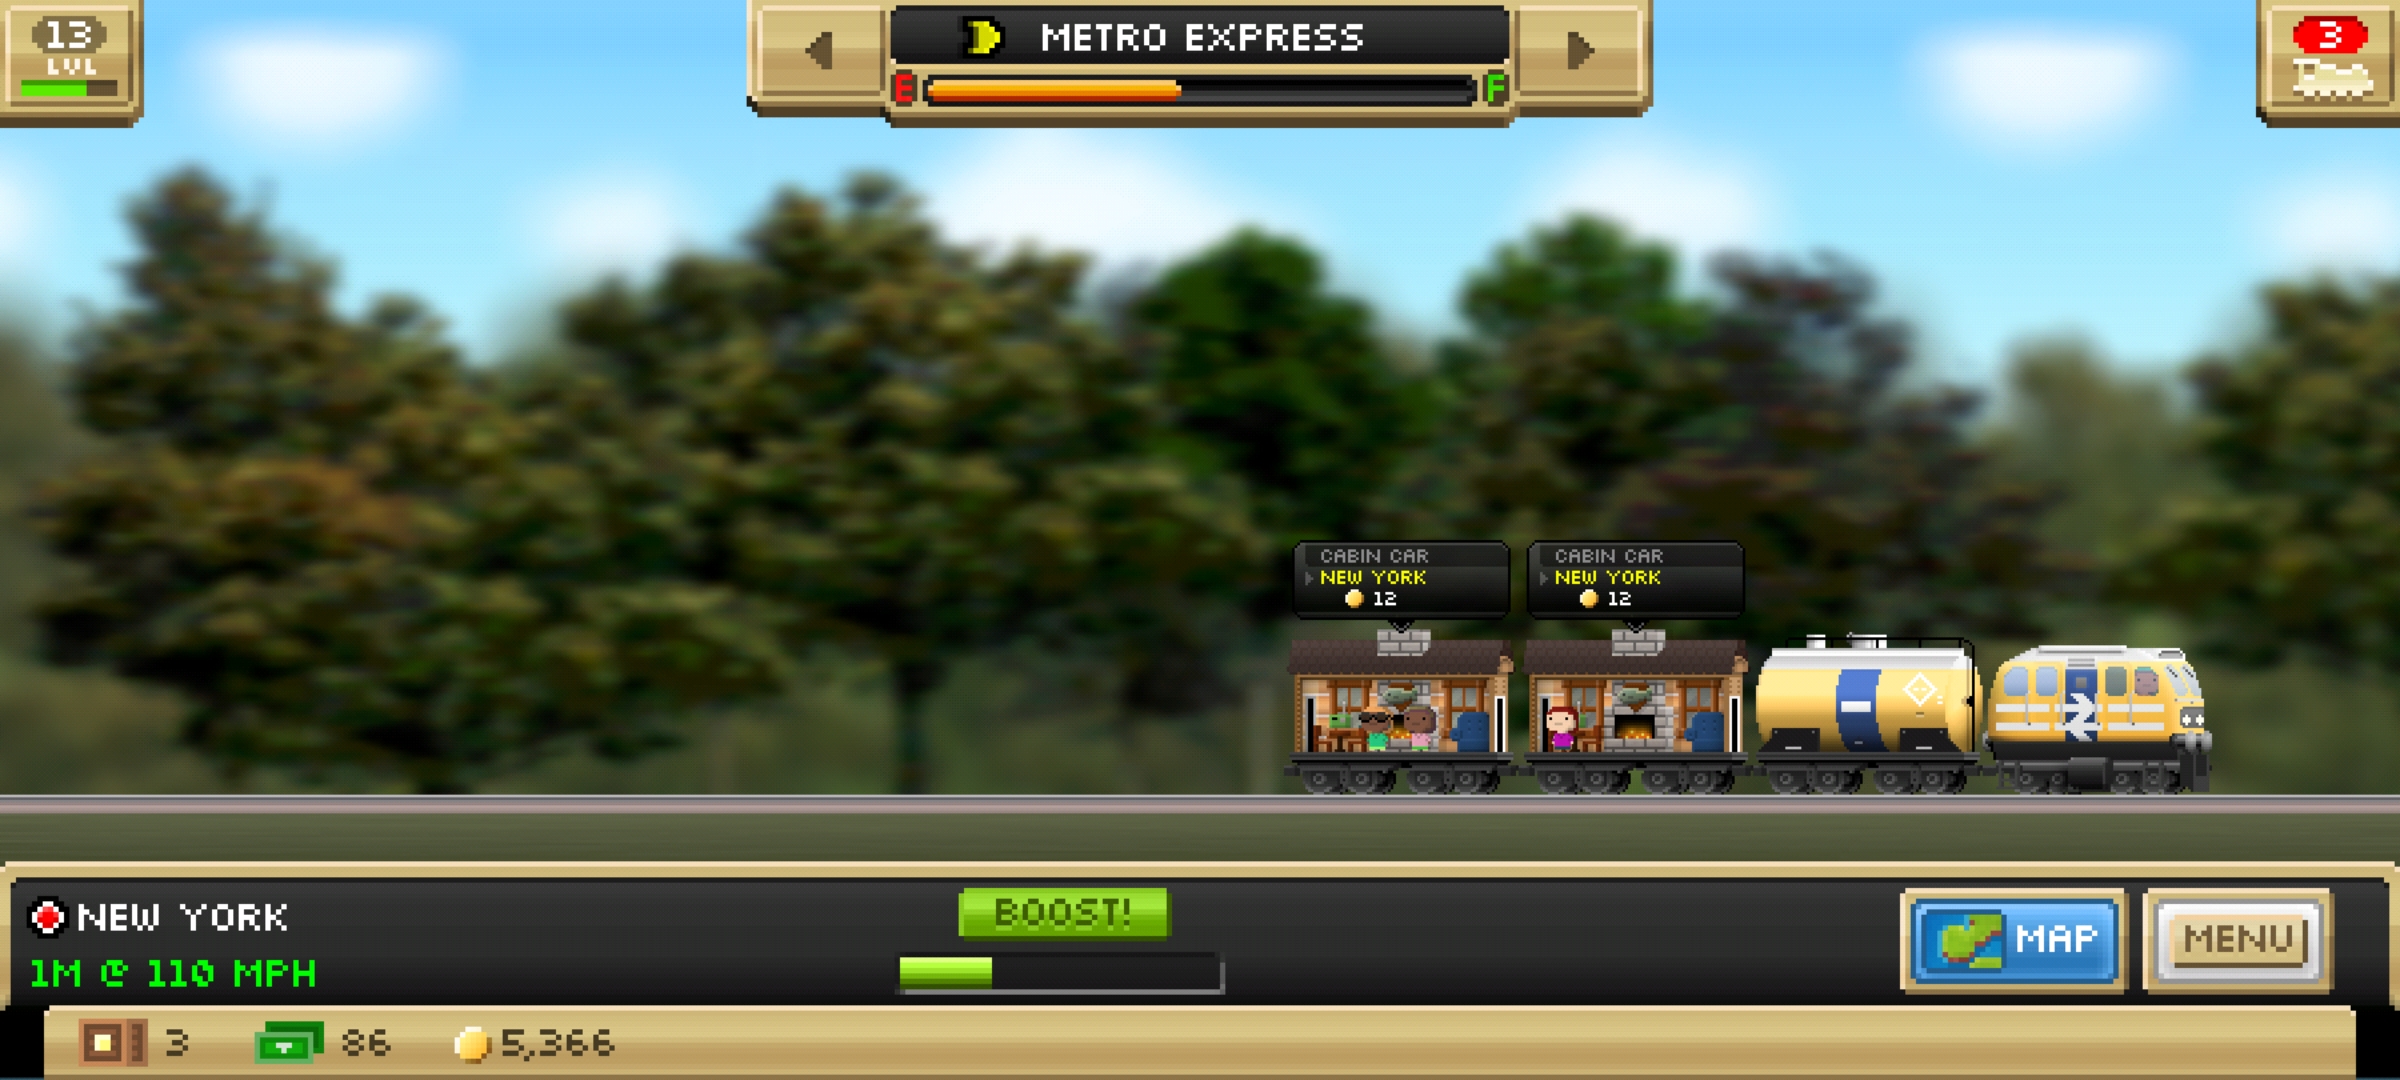 13
LVL
METRO EXPRESS
E
F
3
CABIN CAR
NEW YORK
12
CABIN CAR
NEW YORK
12
NEW YORK
1M @ 110 MPH
BOOST!
MAP
MENU
3
86
5,366